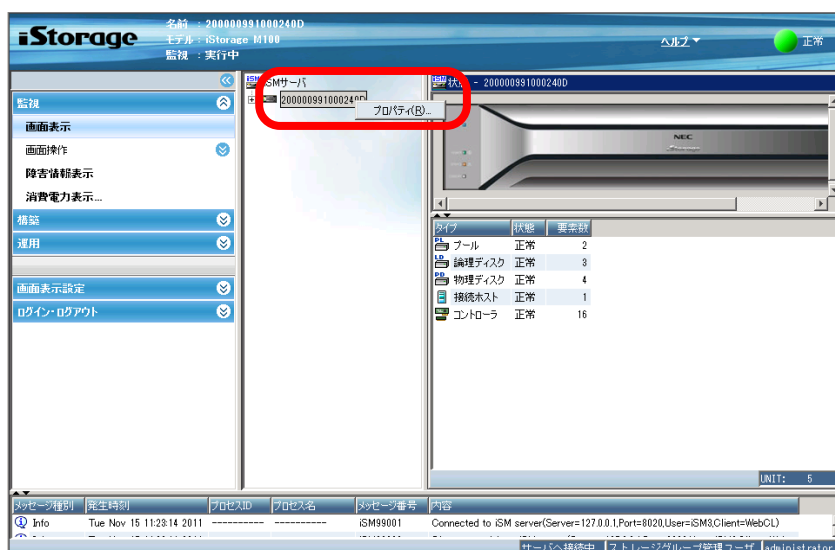 iStorage
名前 : 200000991000240D
モデル : iStorage M100
監視 : 実行中
ヘルプ
正常
監視
画面表示
画面操作
障害情報表示
消費電力表示...
構築
運用
画面表示設定
ログイン・ログアウト
iSMサーバ
200000991000240D
プロパティ(R)...
状態 - 200000991000240D
NEC
タイプ 状態 要素数
プール 正常 2
論理ディスク 正常 3
物理ディスク 正常 4
接続ホスト 正常 1
コントローラ 正常 16
UNIT: 5
メッセージ種別 発生時刻 プロセスID プロセス名 メッセージ番号 内容
Info Tue Nov 15 11:23:14 2011 ---------- ---------- iSM99001 Connected to iSM server(Server=127.0.0.1,Port=8020,User=iSM3,Client=WebCL)
サーバへ接続中 ストレージグループ管理ユーザ administrator